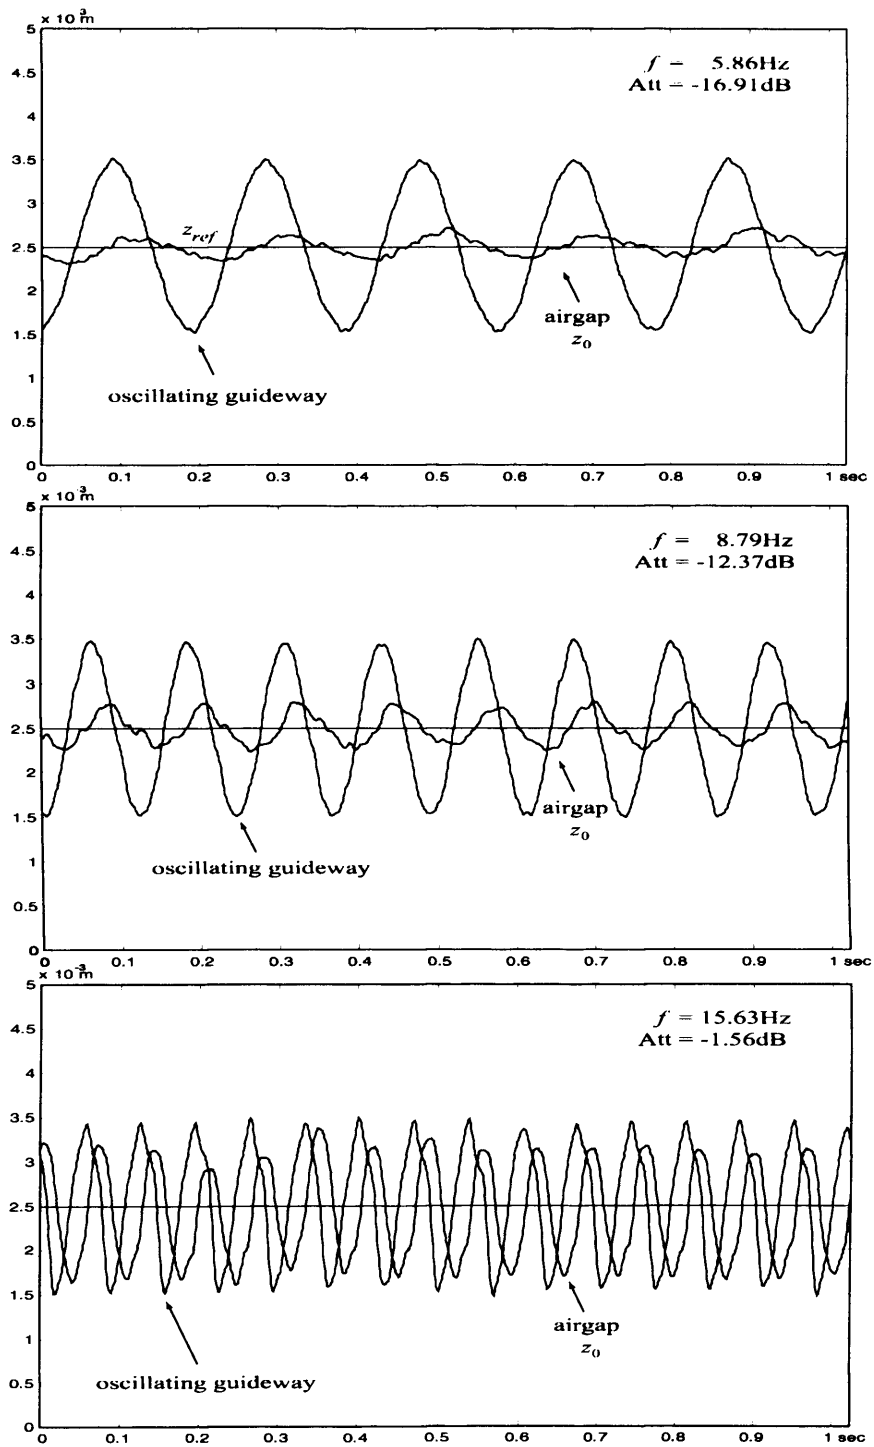 x 10⁻³ m
5
4.5
f = 5.86Hz
Att = -16.91dB
3.5
3
z_ref
2.5
2
airgap
z₀
1.5
1
oscillating guideway
0.5
0
0 0.1 0.2 0.3 0.4 0.5 0.6 0.7 0.8 0.9 1 sec
x 10⁻³ m
5
4.5
f = 8.79Hz
Att = -12.37dB
3.5
3
2.5
2
airgap
z₀
1.5
1
oscillating guideway
0.5
0
0 0.1 0.2 0.3 0.4 0.5 0.6 0.7 0.8 0.9 1 sec
x 10⁻³ m
5
4.5
f = 15.63Hz
Att = -1.56dB
3.5
3
2.5
2
1.5
airgap
z₀
1
oscillating guideway
0.5
0
0 0.1 0.2 0.3 0.4 0.5 0.6 0.7 0.8 0.9 1 sec